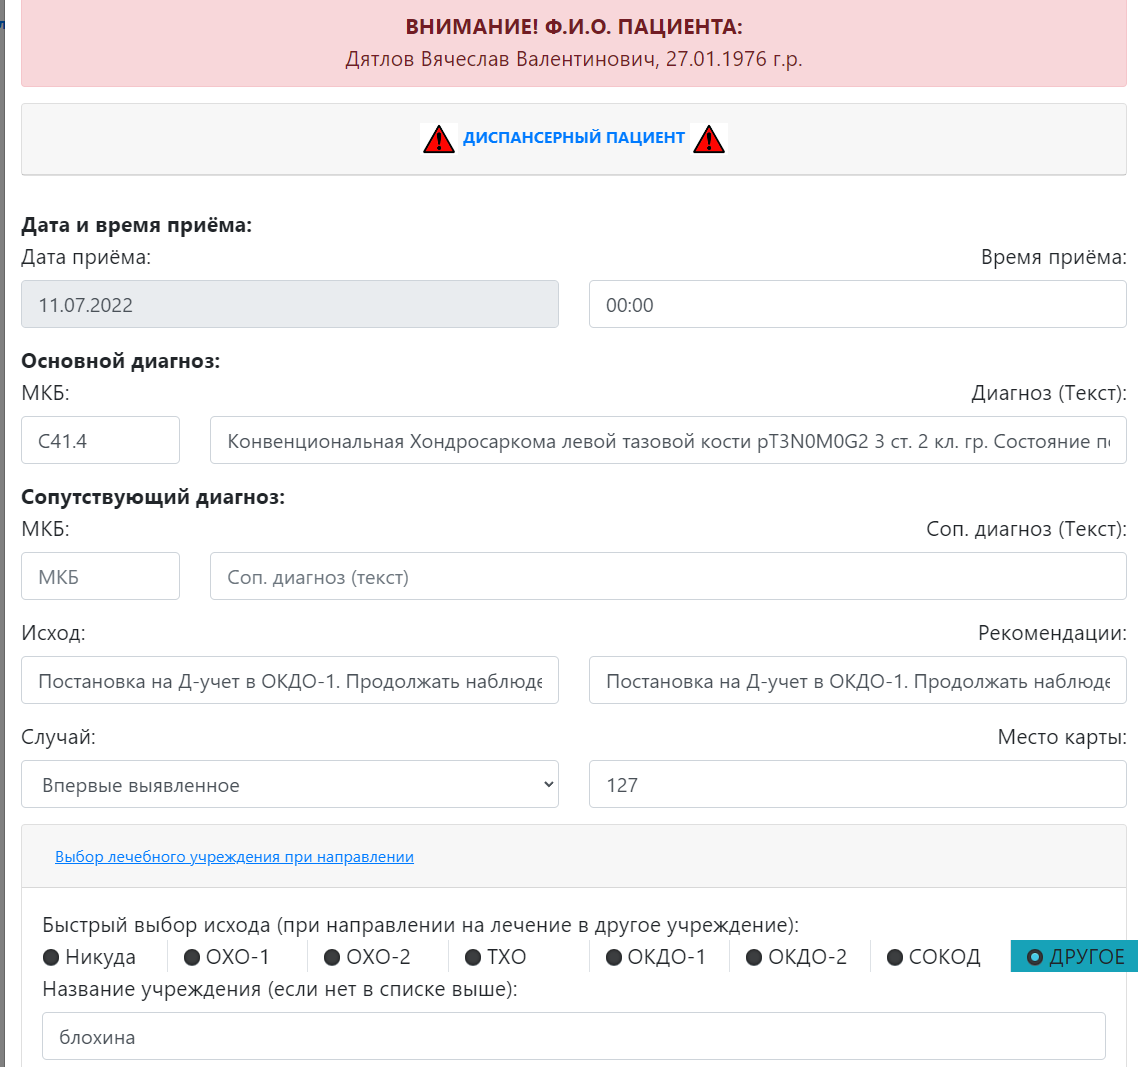 ВНИМАНИЕ! Ф.И.О. ПАЦИЕНТА:
Дятлов Вячеслав Валентинович, 27.01.1976 г.р.
ДИСПАНСЕРНЫЙ ПАЦИЕНТ
Дата и время приёма:
Дата приёма: Время приёма:
11.07.2022 00:00
Основной диагноз:
МКБ: Диагноз (Текст):
C41.4 Конвенциональная Хондросаркома левой тазовой кости pT3N0M0G2 3 ст. 2 кл. гр. Состояние
Сопутствующий диагноз:
МКБ: Соп. диагноз (Текст):
МКБ Соп. диагноз (текст)
Исход: Рекомендации:
Постановка на Д-учет в ОКДО-1. Продолжать наблюде Постановка на Д-учет в ОКДО-1. Продолжать наблюде
Случай: Место карты:
Впервые выявленное 127
Выбор лечебного учреждения при направлении
Быстрый выбор исхода (при направлении на лечение в другое учреждение):
Никуда ОХО-1 ОХО-2 ТХО ОКДО-1 ОКДО-2 СОКОД ДРУГОЕ
Название учреждения (если нет в списке выше):
блохина